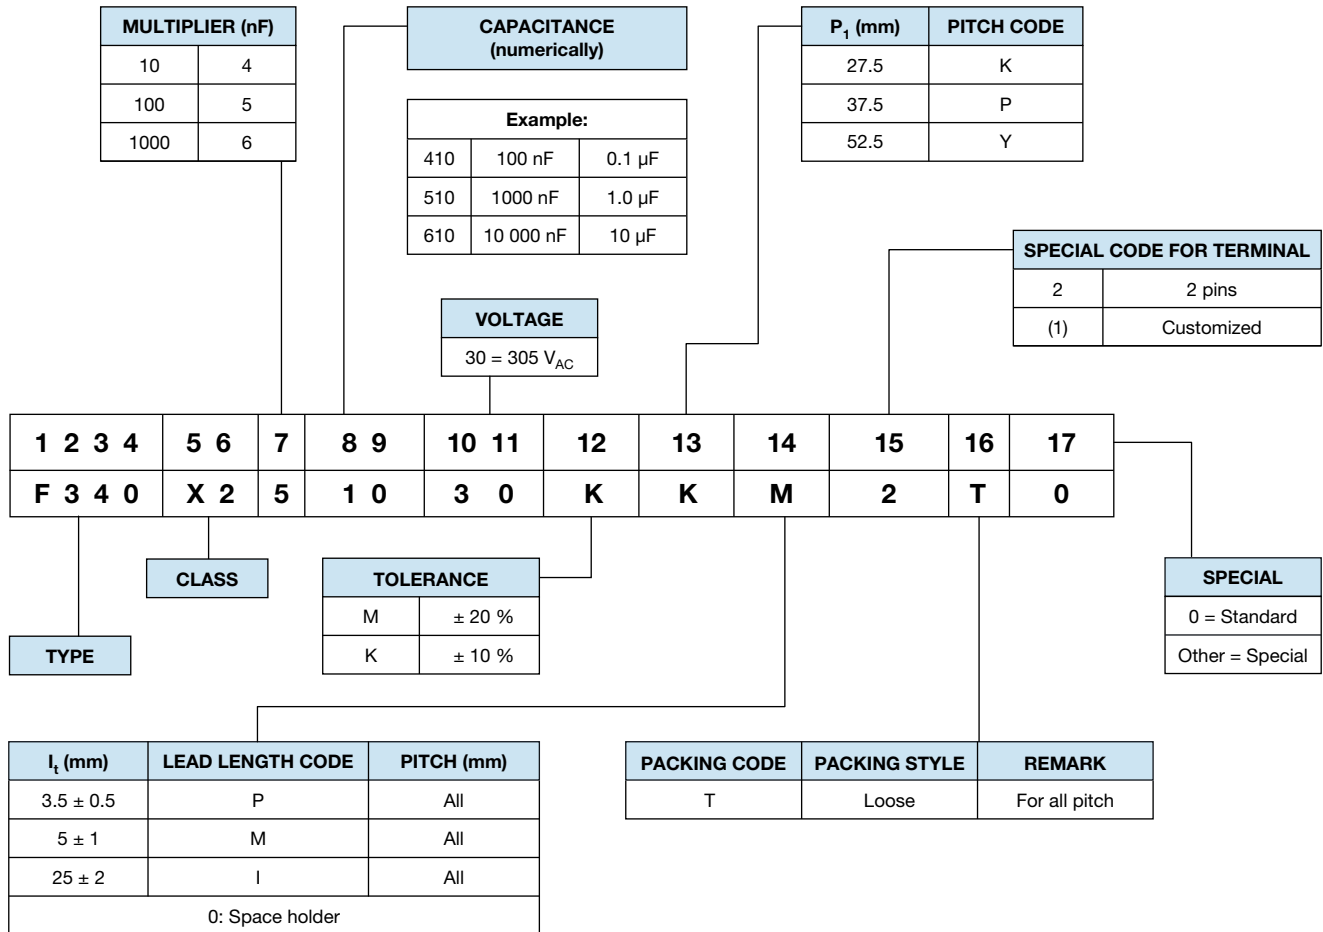 MULTIPLIER (nF)
10 4
100 5
1000 6
CAPACITANCE
(numerically)
Example:
410 100 nF 0.1 µF
510 1000 nF 1.0 µF
610 10 000 nF 10 µF
P1 (mm) PITCH CODE
27.5 K
37.5 P
52.5 Y
SPECIAL CODE FOR TERMINAL
2 2 pins
(1) Customized
VOLTAGE
30 = 305 VAC
1 2 3 4 5 6 7 8 9 10 11 12 13 14 15 16 17
F 3 4 0 X 2 5 1 0 3 0 K K M 2 T 0
TYPE
CLASS
TOLERANCE
M ± 20 %
K ± 10 %
SPECIAL
0 = Standard
Other = Special
lt (mm) LEAD LENGTH CODE PITCH (mm)
3.5 ± 0.5 P All
5 ± 1 M All
25 ± 2 I All
0: Space holder
PACKING CODE PACKING STYLE REMARK
T Loose For all pitch